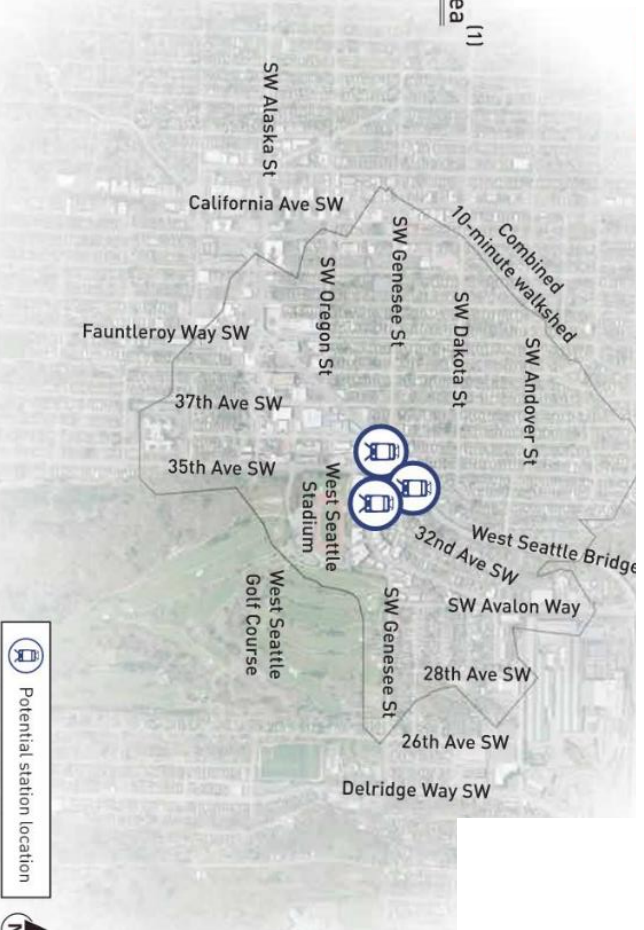 ea (1)
SW Alaska St
California Ave SW
Combined
10-minute walkshed
SW Genesee St
SW Oregon St
SW Dakota St
SW Andover St
Fauntleroy Way SW
37th Ave SW
35th Ave SW
West Seattle
Stadium
West Seattle Bridge
32nd Ave SW
SW Avalon Way
West Seattle
Golf Course
SW Genesee St
28th Ave SW
26th Ave SW
Delridge Way SW
Potential station location
N